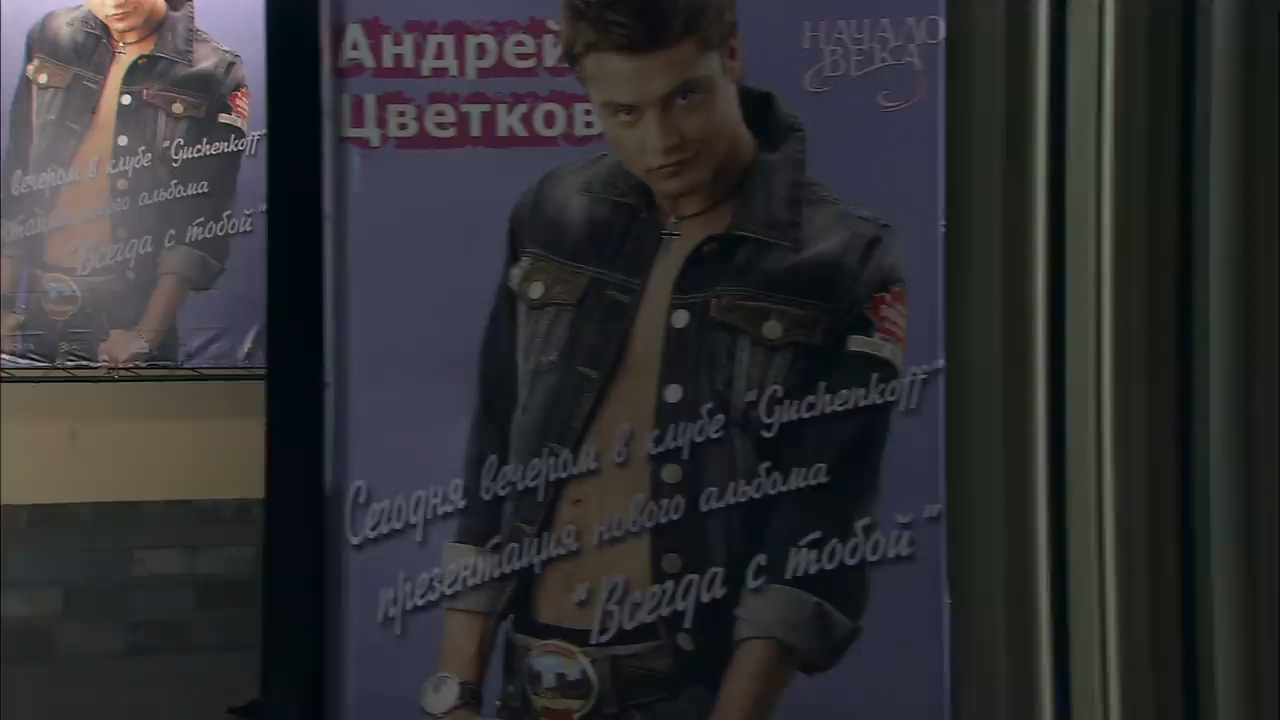 Андрей
Цветков
НАЧАЛО
ВЕКА
Сегодня вечером в клубе "Guchenkoff"
презентация нового альбома
"Всегда с тобой"
вечером в клубе "Guchenkoff"
нового альбома
"Всегда с тобой"